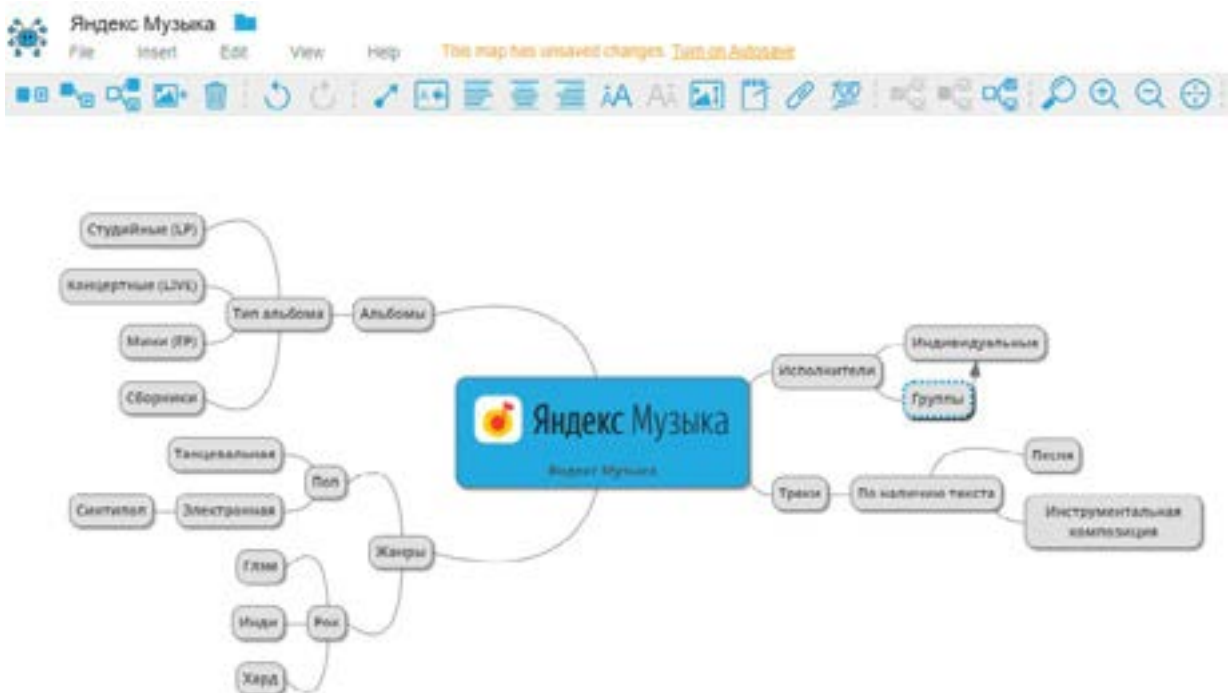 Яндекс Музыка
File Insert Edit View Help This map has unsaved changes. Turn on Autosave
Студийные (LP)
Концертные (LIVE)
Тип альбома
Альбомы
Мини (EP)
Сборники
Танцевальная
Поп
Синтипоп
Электронная
Жанры
Глэм
Инди
Рок
Хард
Яндекс Музыка
Яндекс Музыка
Исполнители
Индивидуальные
Группы
Треки
По наличию текста
Песня
Инструментальная
композиция